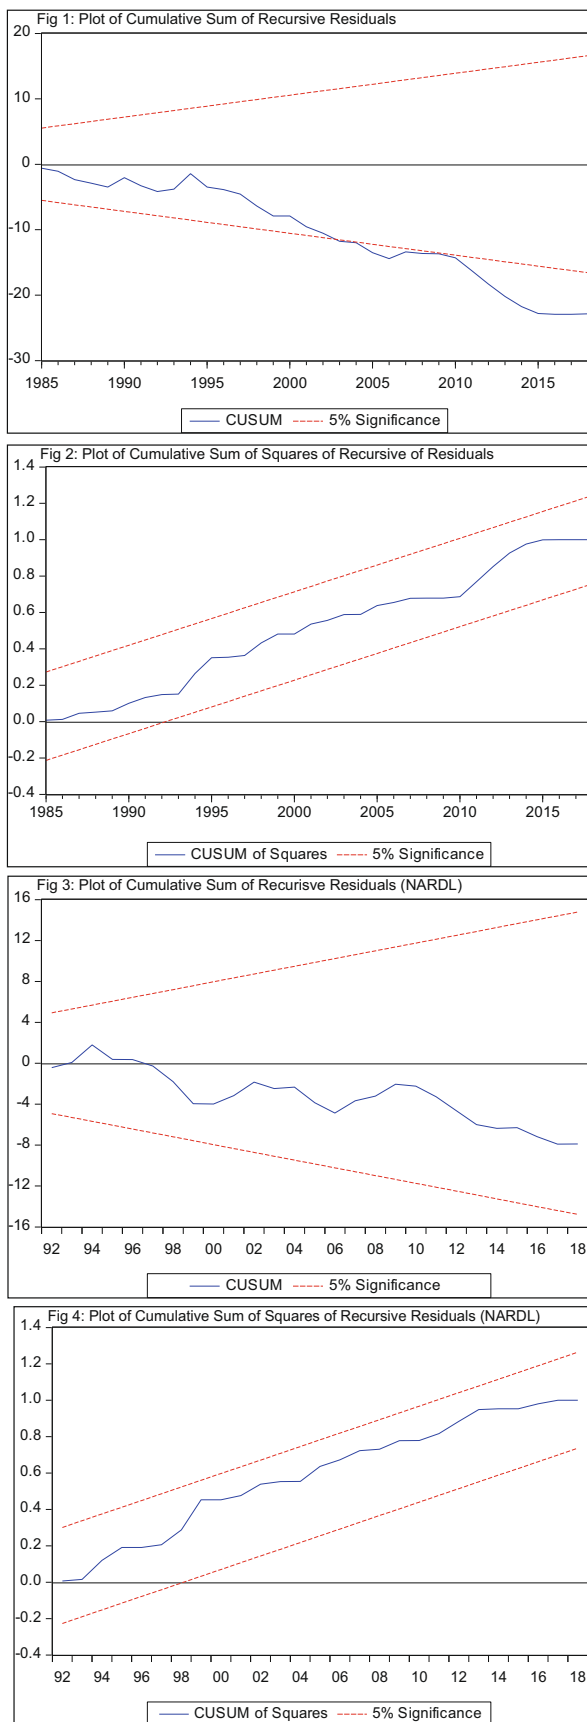 Fig 1: Plot of Cumulative Sum of Recursive Residuals
20
10
0
-10
-20
-30
1985 1990 1995 2000 2005 2010 2015
CUSUM 5% Significance
Fig 2: Plot of Cumulative Sum of Squares of Recursive of Residuals
1.4
1.2
1.0
0.8
0.6
0.4
0.2
0.0
-0.2
-0.4
1985 1990 1995 2000 2005 2010 2015
CUSUM of Squares 5% Significance
Fig 3: Plot of Cumulative Sum of Recurisve Residuals (NARDL)
16
12
8
4
0
-4
-8
-12
-16
92 94 96 98 00 02 04 06 08 10 12 14 16 18
CUSUM 5% Significance
Fig 4: Plot of Cumulative Sum of Squares of Recursive Residuals (NARDL)
1.4
1.2
1.0
0.8
0.6
0.4
0.2
0.0
-0.2
-0.4
92 94 96 98 00 02 04 06 08 10 12 14 16 18
CUSUM of Squares 5% Significance